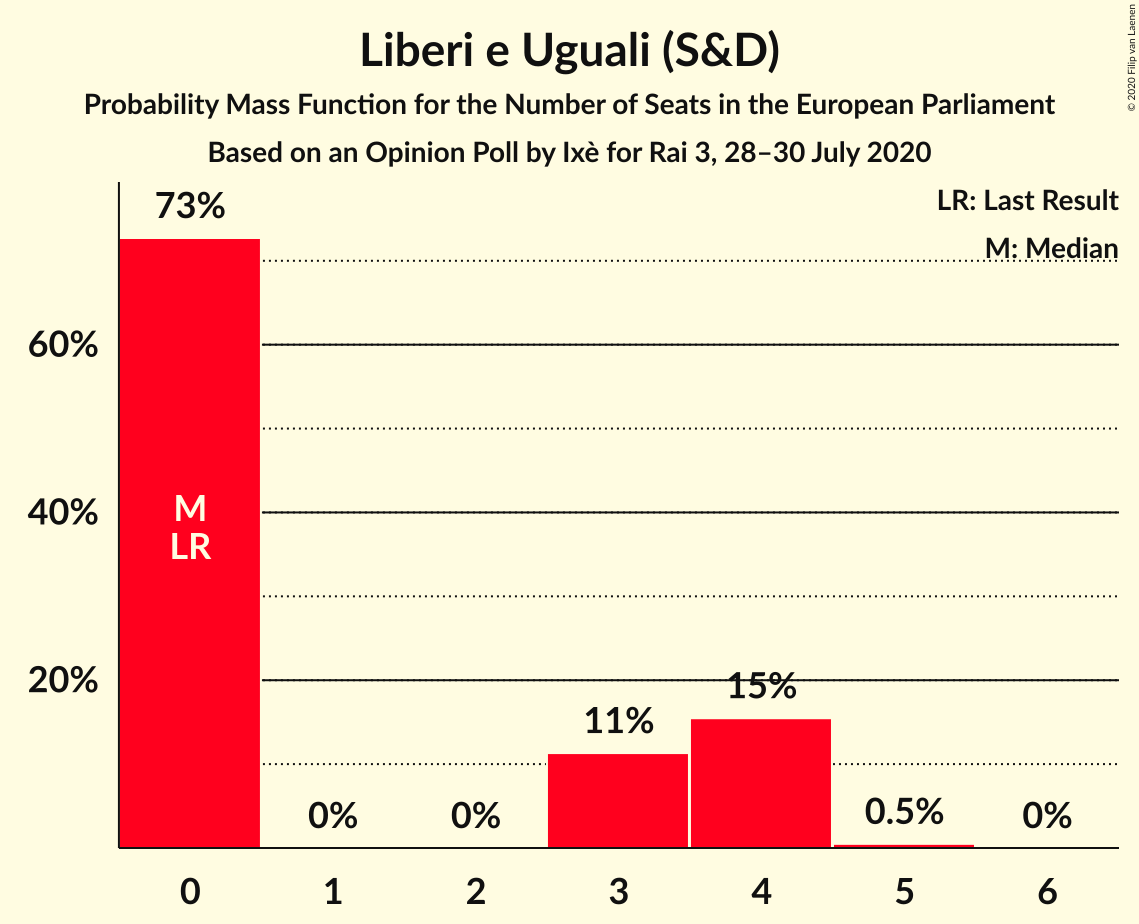 Liberi e Uguali (S&D)
Probability Mass Function for the Number of Seats in the European Parliament
Based on an Opinion Poll by Ixè for Rai 3, 28–30 July 2020
© 2020 Filip van Laenen
LR: Last Result
M: Median
73%
60%
40%
20%
M
LR
0%
0%
11%
15%
0.5%
0%
0
1
2
3
4
5
6